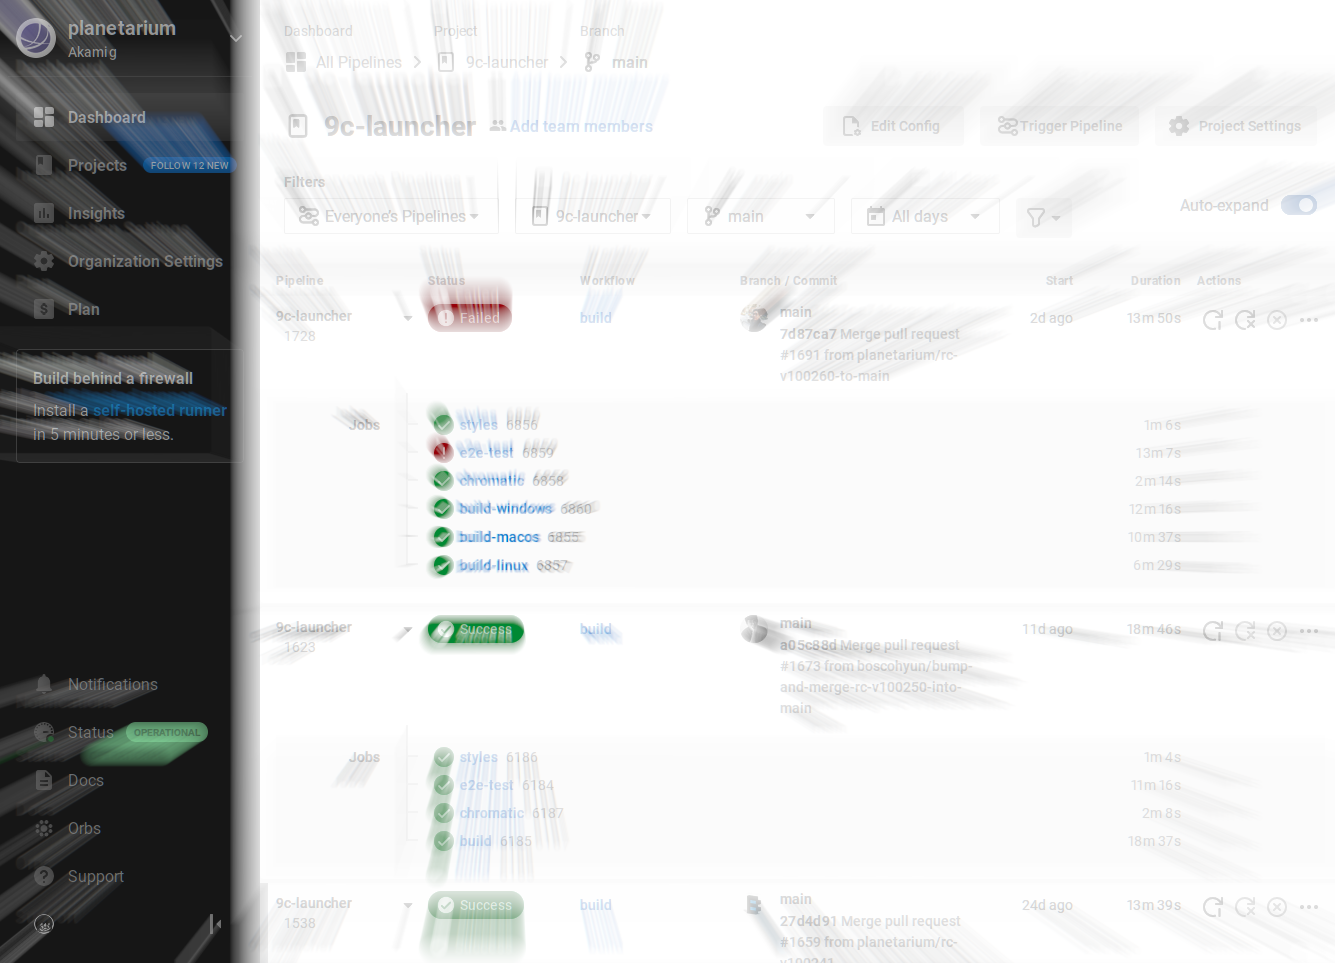 planetarium
Akamig
Dashboard
Projects FOLLOW 12 NEW
Insights
Organization Settings
Plan
Build behind a firewall
Install a self-hosted runner
in 5 minutes or less.
Notifications
Status OPERATIONAL
Docs
Orbs
Support
Dashboard Project Branch
All Pipelines 9c-launcher main
9c-launcher Add team members Edit Config Trigger Pipeline Project Settings
Filters
Everyone's Pipelines 9c-launcher main All days Auto-expand
Pipeline Status Workflow Branch / Commit Start Duration Actions
9c-launcher Failed build main 2d ago 13m 50s
1728 7d87ca7 Merge pull request
#1691 from planetarium/rc-
v100260-to-main
Jobs styles 6856 1m 6s
e2e-test 6859 13m 7s
chromatic 6858 2m 14s
build-windows 6860 12m 16s
build-macos 6855 10m 37s
build-linux 6857 6m 29s
9c-launcher Success build main 11d ago 18m 46s
1623 a05c88d Merge pull request
#1673 from boscohyun/bump-
and-merge-rc-v100250-into-
main
Jobs styles 6186 1m 4s
e2e-test 6184 11m 16s
chromatic 6187 2m 8s
build 6185 18m 37s
9c-launcher Success build main 24d ago 13m 39s
1538 27d4d91 Merge pull request
#1659 from planetarium/rc-
v100241-